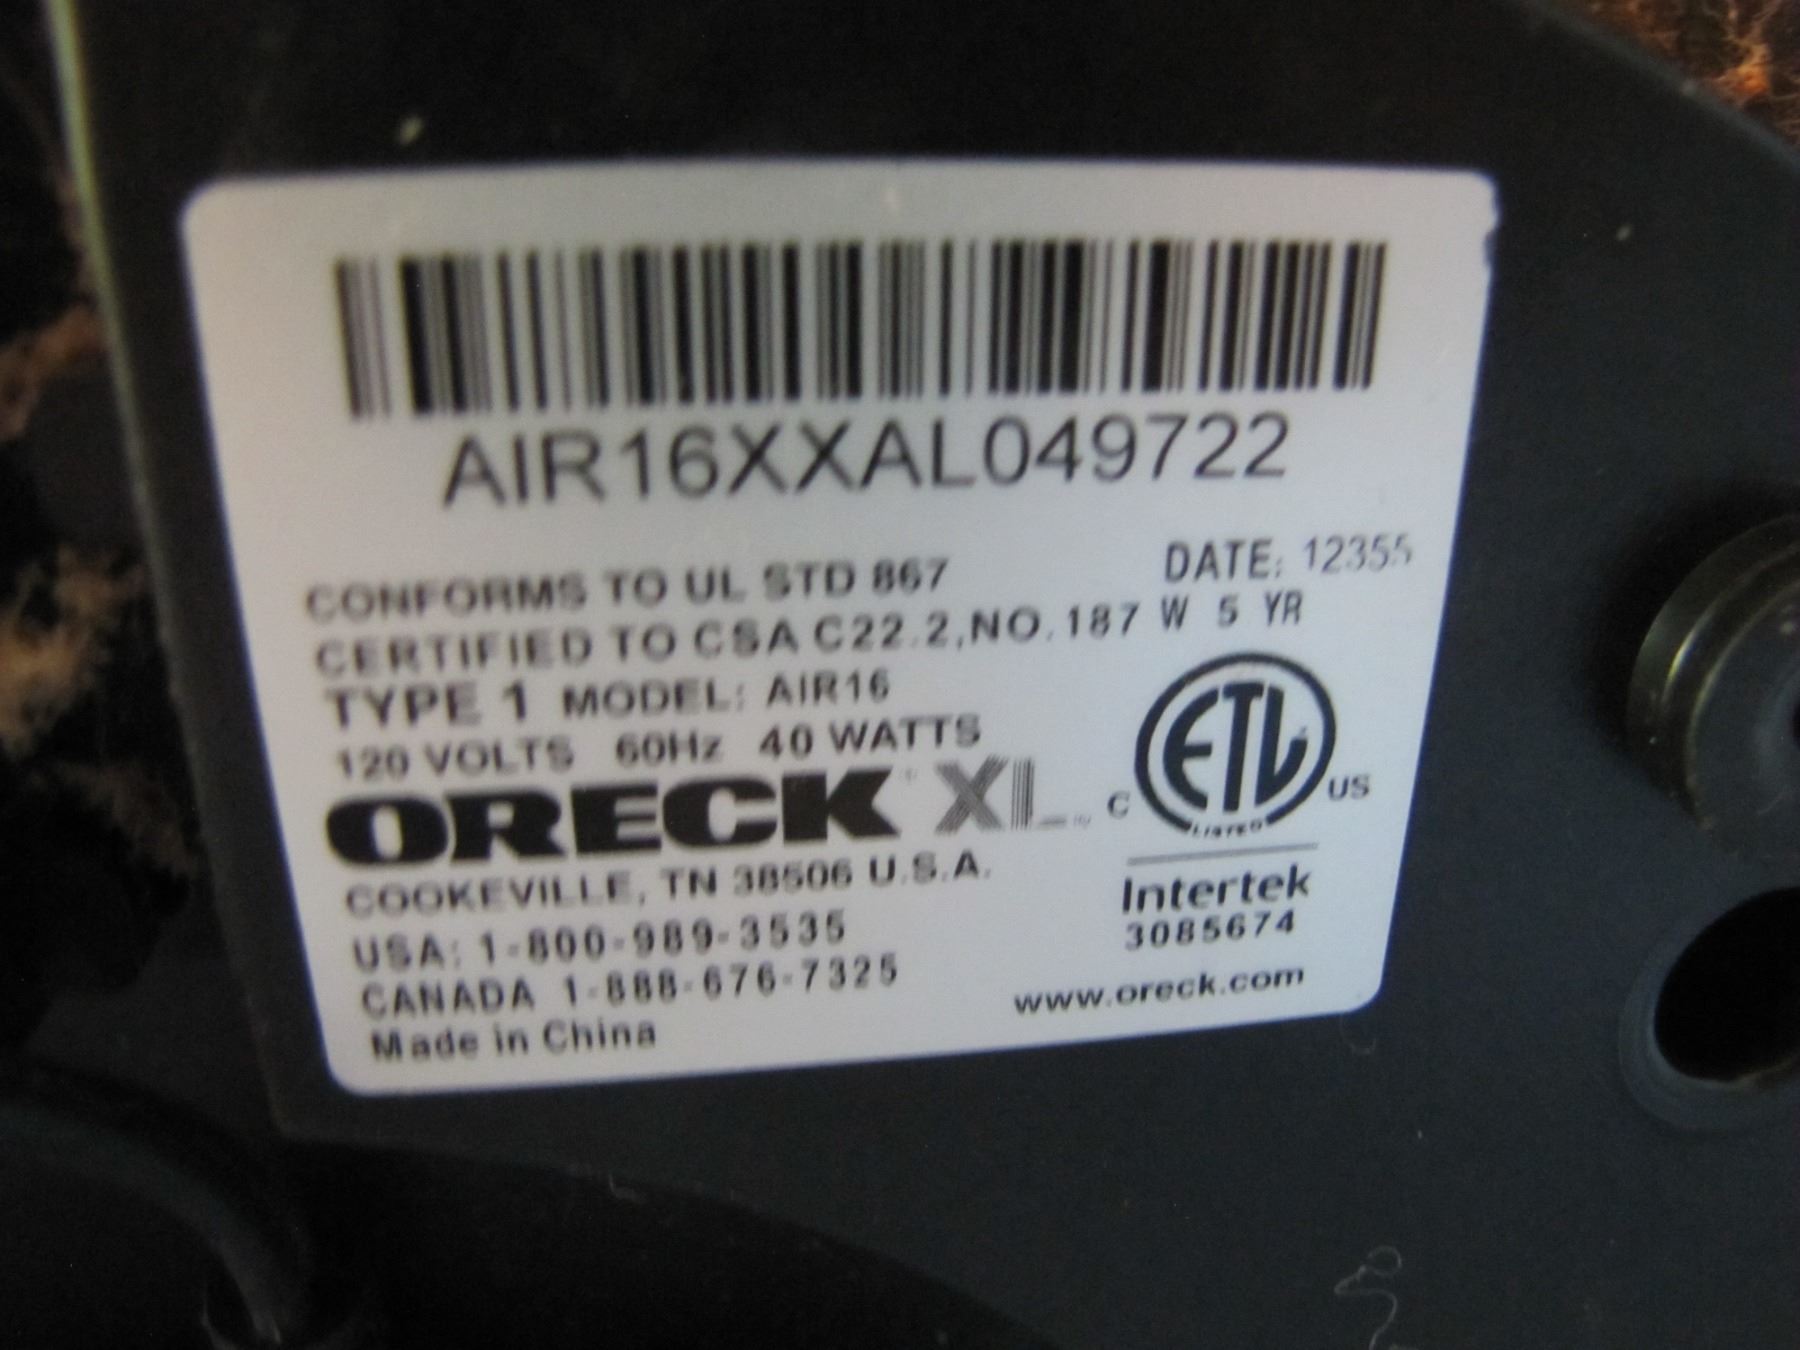 AIR16XXAL049722
CONFORMS TO UL STD 867
DATE: 12355
CERTIFIED TO CSA C22.2,NO.187
W 5 YR
TYPE 1 MODEL: AIR16
120 VOLTS 60Hz 40 WATTS
ORECK XL
C ETL US
LISTED
COOKEVILLE, TN 38506 U.S.A.
Intertek
3085674
USA: 1-800-989-3535
CANADA 1-888-676-7325
www.oreck.com
Made in China